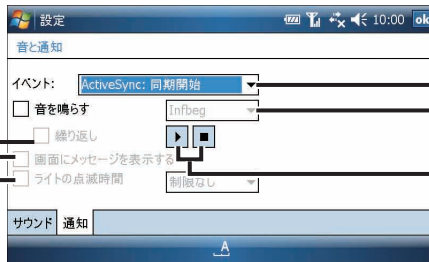 設定 10:00 ok
音と通知
イベント: ActiveSync: 同期開始
音を鳴らす Infbeg
繰り返し
画面にメッセージを表示する
ライトの点滅時間 制限なし
サウンド 通知
A